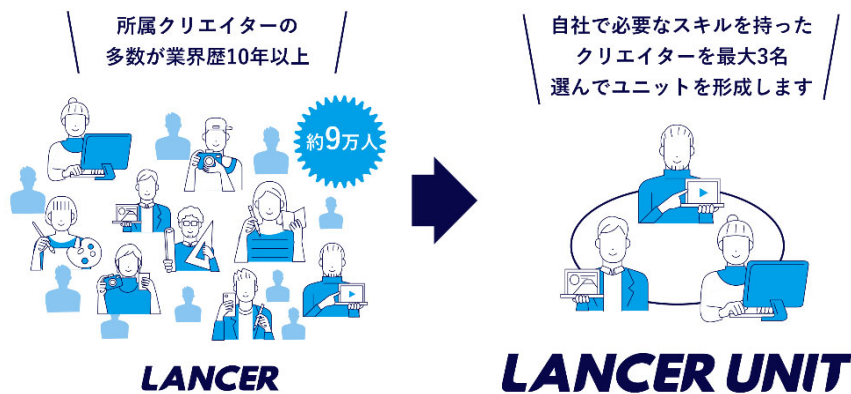 所属クリエイターの
多数が業界歴10年以上
約9万人
LANCER
自社で必要なスキルを持った
クリエイターを最大3名
選んでユニットを形成します
LANCER UNIT